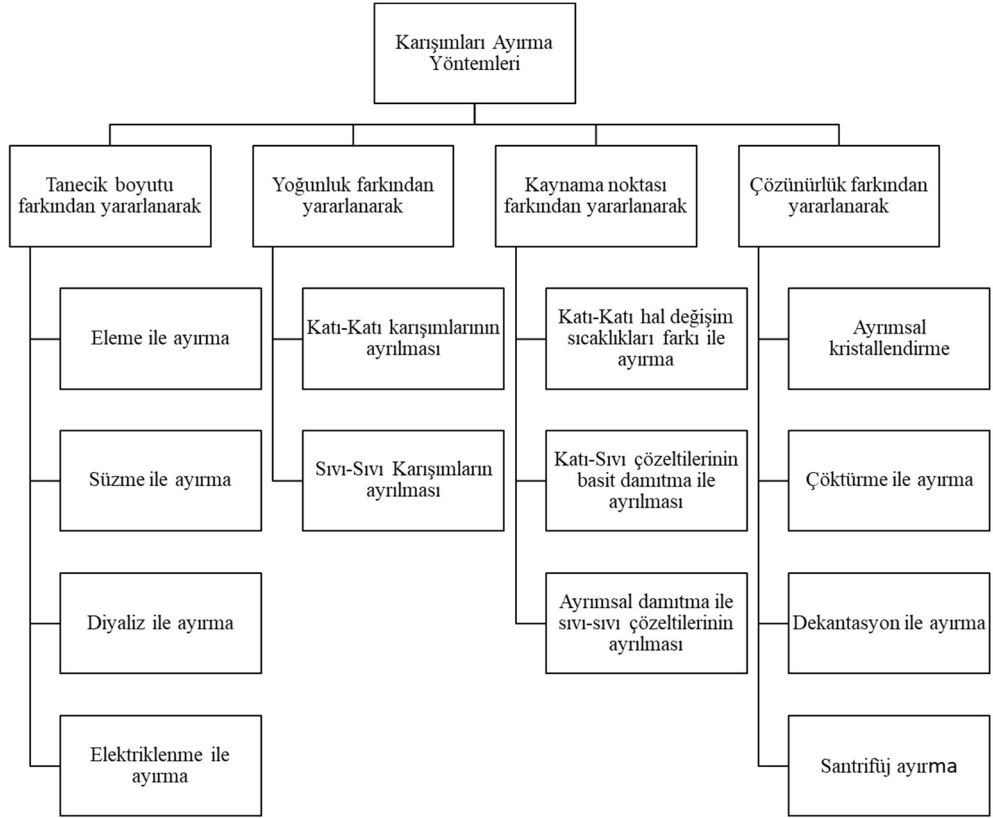 Karışımları Ayırma
Yöntemleri
Tanecik boyutu
farkından yararlanarak
Eleme ile ayırma
Süzme ile ayırma
Diyaliz ile ayırma
Elektriklenme ile
ayırma
Yoğunluk farkından
yararlanarak
Katı-Katı karışımlarının
ayrılması
Sıvı-Sıvı Karışımların
ayrılması
Kaynama noktası
farkından yararlanarak
Katı-Katı hal değişim
sıcaklıkları farkı ile
ayırma
Katı-Sıvı çözeltilerinin
basit damıtma ile
ayrılması
Ayrımsal damıtma ile
sıvı-sıvı çözeltilerinin
ayrılması
Çözünürlük farkından
yararlanarak
Ayrımsal
kristallendirme
Çöktürme ile ayırma
Dekantasyon ile ayırma
Santrifüj ayırma